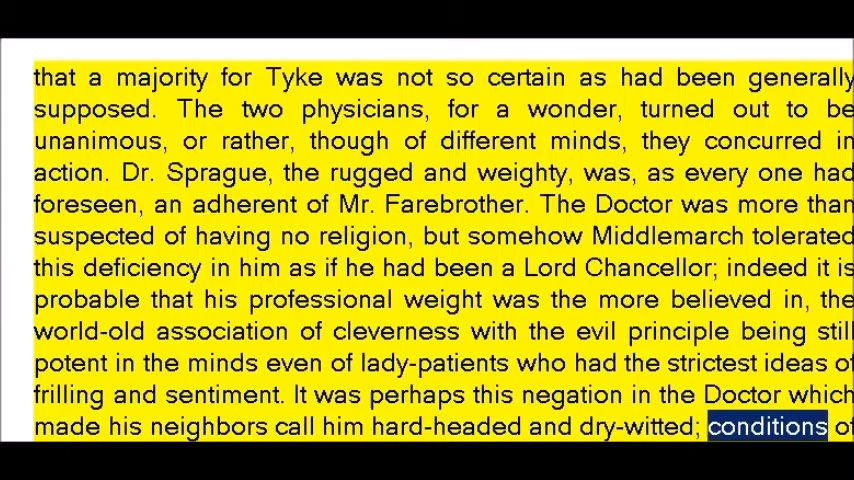 that a majority for Tyke was not so certain as had been generally
supposed. The two physicians, for a wonder, turned out to be
unanimous, or rather, though of different minds, they concurred in
action. Dr. Sprague, the rugged and weighty, was, as every one had
foreseen, an adherent of Mr. Farebrother. The Doctor was more than
suspected of having no religion, but somehow Middlemarch tolerated
this deficiency in him as if he had been a Lord Chancellor; indeed it is
probable that his professional weight was the more believed in, the
world-old association of cleverness with the evil principle being still
potent in the minds even of lady-patients who had the strictest ideas of
frilling and sentiment. It was perhaps this negation in the Doctor which
made his neighbors call him hard-headed and dry-witted; conditions of